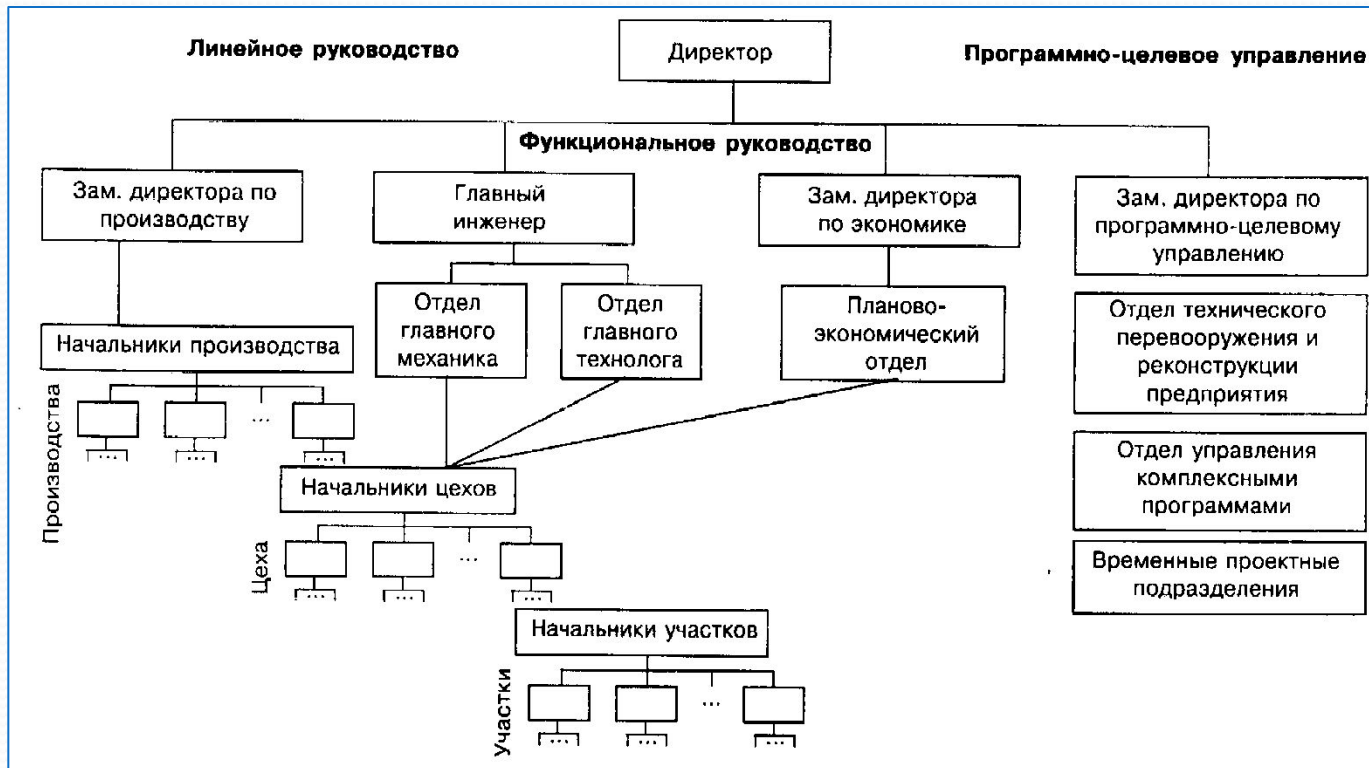 Линейное руководство
Директор
Программно-целевое управление
Функциональное руководство
Зам. директора по
производству
Главный
инженер
Зам. директора
по экономике
Зам. директора по
программно-целевому
управлению
Отдел
главного
механика
Отдел
главного
технолога
Планово-
экономический
отдел
Отдел технического
перевооружения и
реконструкции
предприятия
Начальники производства
Производства
...
...
...
...
Начальники цехов
Отдел управления
комплексными
программами
Цеха
...
...
...
...
Временные проектные
подразделения
Начальники участков
Участки
...
...
...
...